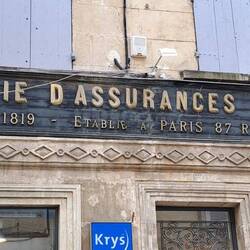 IE D'ASSURANCES
1819 - ETABLIE A PARIS 87 R
Krys